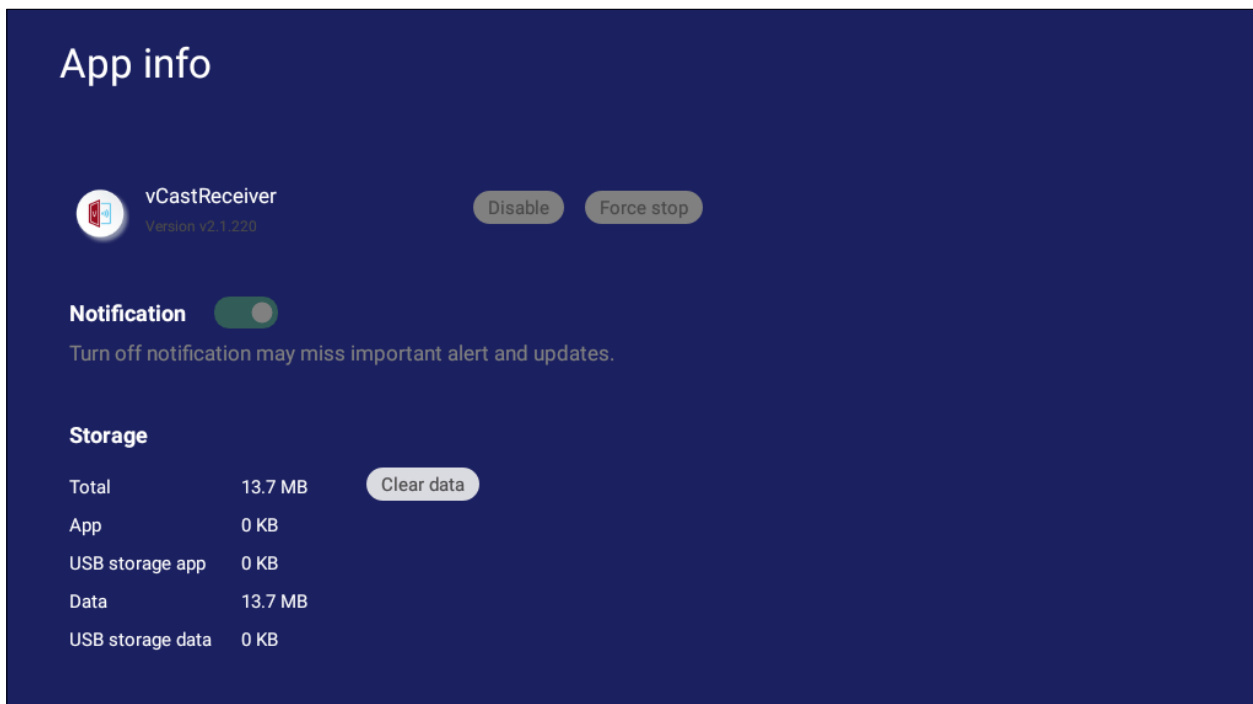 App info
vCastReceiver
Version v2.1.220
Disable
Force stop
Notification
Turn off notification may miss important alert and updates.
Storage
Total 13.7 MB Clear data
App 0 KB
USB storage app 0 KB
Data 13.7 MB
USB storage data 0 KB